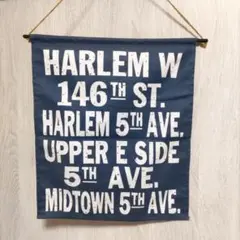 HARLEM W
146TH ST.
HARLEM 5TH AVE.
UPPER E SIDE
5TH AVE.
MIDTOWN 5TH AVE.